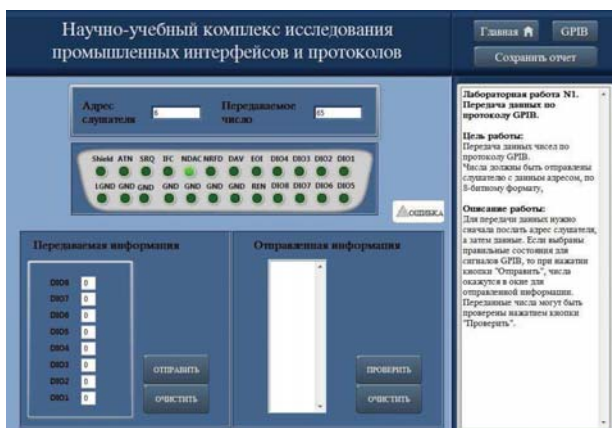 Научно-учебный комплекс исследования
промышленных интерфейсов и протоколов
Главная GPIB
Сохранить отчет
Адрес слушателя 6 Передаваемое число 65
Shield ATN SRQ IFC NDAC NRFD DAV EOI DIO4 DIO3 DIO2 DIO1
LGND GND GND GND GND GND GND REN DIO8 DIO7 DIO6 DIO5
ОШИБКА
Передаваемая информация
DIO8 0
DIO7 0
DIO6 0
DIO5 0
DIO4 0
DIO3 0
DIO2 0
DIO1 0
ОТПРАВИТЬ
ОЧИСТИТЬ
Отправленная информация
ПРОВЕРИТЬ
ОЧИСТИТЬ
Лабораторная работа N1.
Передача данных по
протоколу GPIB.
Цель работы:
Передача данных чисел по
протоколу GPIB.
Числа должны быть отправлены
слушателю с данным адресом, по
8-битному формату,
Описание работы:
Для передачи данных нужно
сначала послать адрес слушателя,
а затем данные. Если выбраны
правильные состояния для
сигналов GPIB, то при нажатии
кнопки "Отправить", числа
окажутся в окне для
отправленной информации.
Переданные числа могут быть
проверены нажатием кнопки
"Проверить".